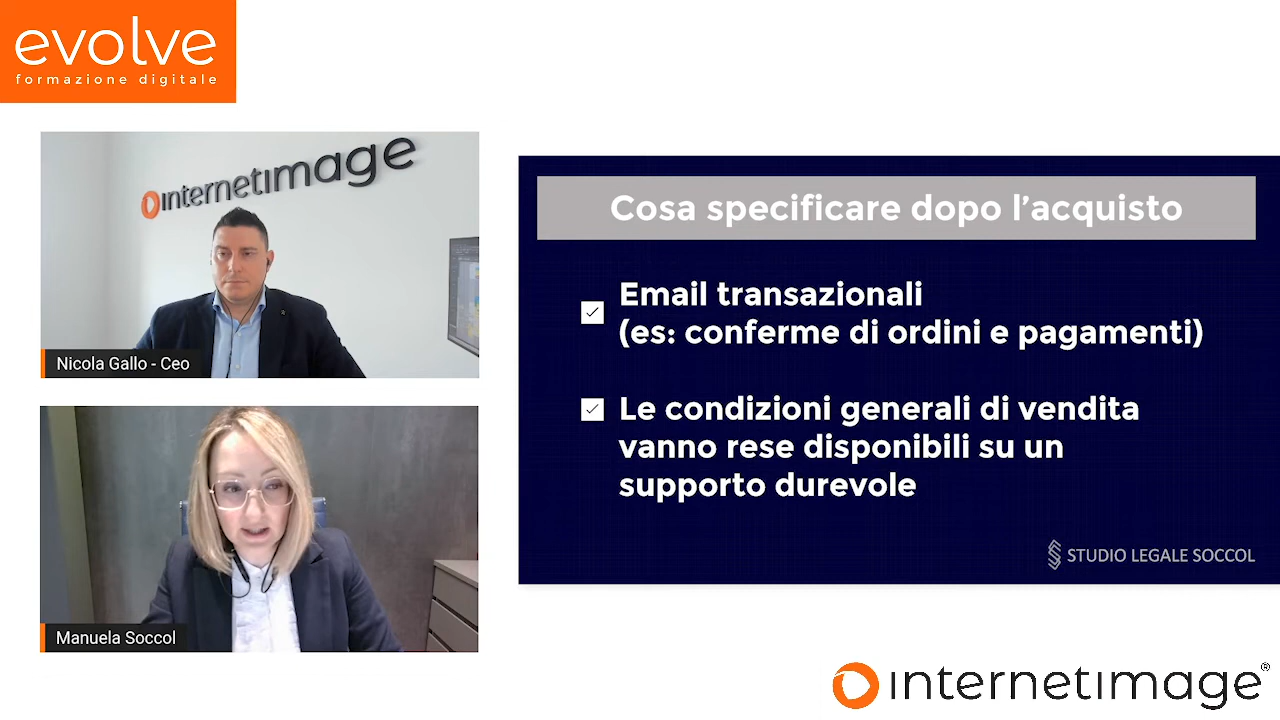 evolve
formazione digitale
internetimage
Nicola Gallo - Ceo
Manuela Soccol
Cosa specificare dopo l’acquisto
Email transazionali
(es: conferme di ordini e pagamenti)
Le condizioni generali di vendita
vanno rese disponibili su un
supporto durevole
STUDIO LEGALE SOCCOL
internetimage®